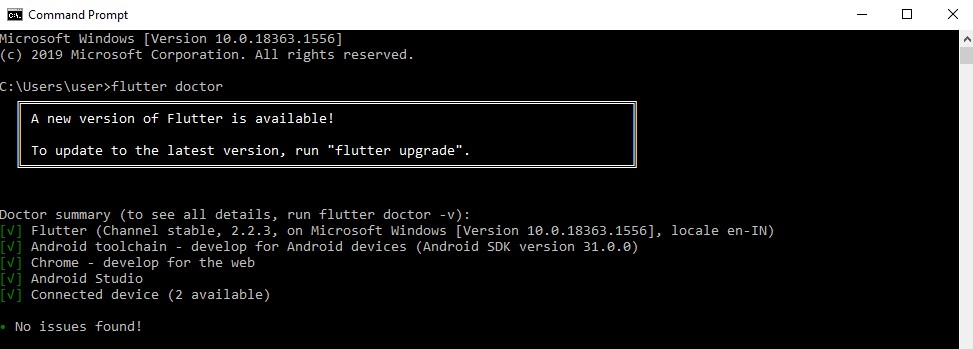 Command Prompt
Microsoft Windows [Version 10.0.18363.1556]
(c) 2019 Microsoft Corporation. All rights reserved.
C:\Users\user>flutter doctor
A new version of Flutter is available!
To update to the latest version, run "flutter upgrade".
Doctor summary (to see all details, run flutter doctor -v):
[√] Flutter (Channel stable, 2.2.3, on Microsoft Windows [Version 10.0.18363.1556], locale en-IN)
[√] Android toolchain - develop for Android devices (Android SDK version 31.0.0)
[√] Chrome - develop for the web
[√] Android Studio
[√] Connected device (2 available)
• No issues found!